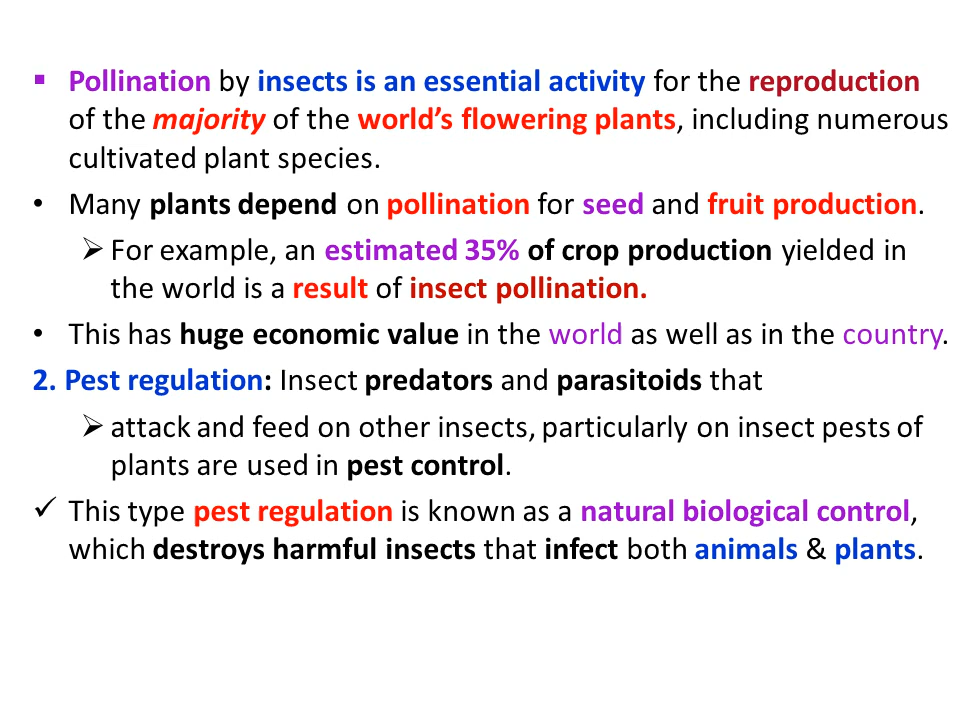 ▪ Pollination by insects is an essential activity for the reproduction
of the majority of the world’s flowering plants, including numerous
cultivated plant species.
• Many plants depend on pollination for seed and fruit production.
➢ For example, an estimated 35% of crop production yielded in
the world is a result of insect pollination.
• This has huge economic value in the world as well as in the country.
2. Pest regulation: Insect predators and parasitoids that
➢ attack and feed on other insects, particularly on insect pests of
plants are used in pest control.
✓ This type pest regulation is known as a natural biological control,
which destroys harmful insects that infect both animals & plants.